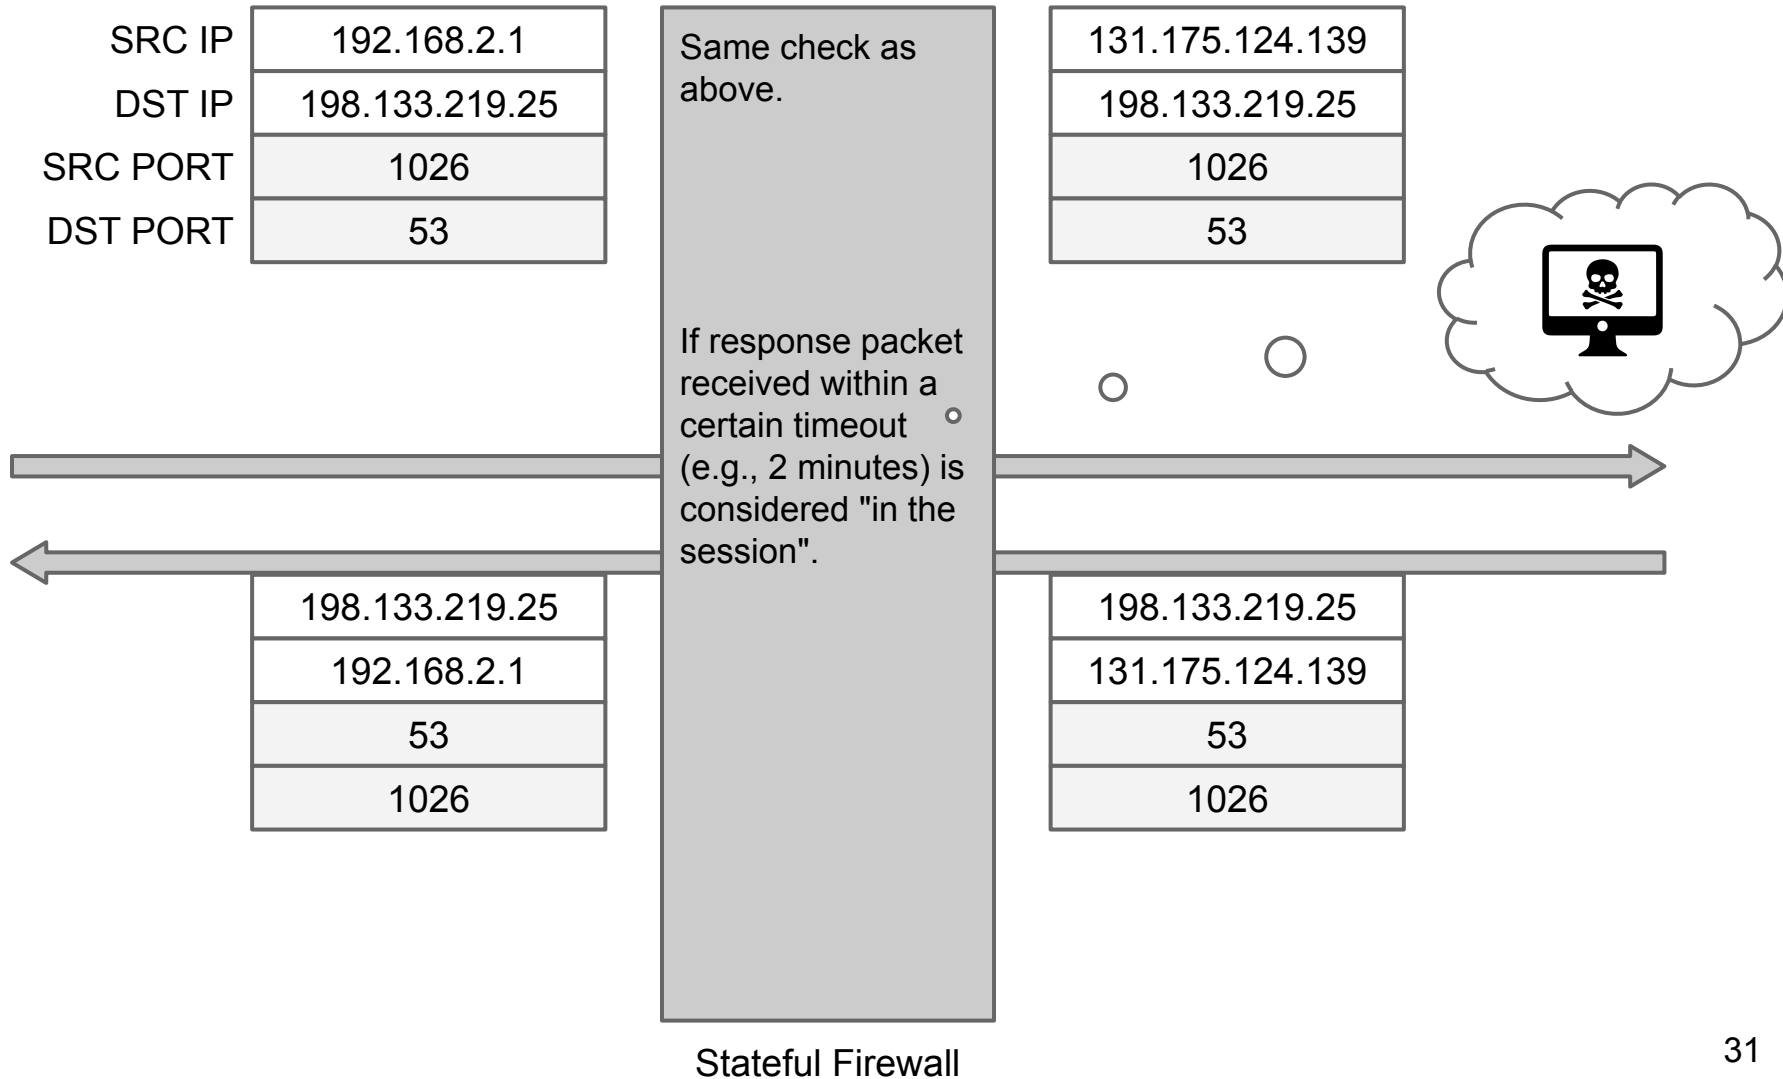 SRC IP
192.168.2.1
DST IP
198.133.219.25
SRC PORT
1026
DST PORT
53
Same check as
above.
If response packet
received within a
certain timeout
(e.g., 2 minutes) is
considered "in the
session".
131.175.124.139
198.133.219.25
1026
53
198.133.219.25
192.168.2.1
53
1026
198.133.219.25
131.175.124.139
53
1026
Stateful Firewall
31